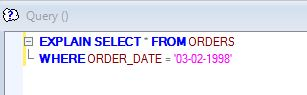 Query ()
EXPLAIN SELECT * FROM ORDERS
WHERE ORDER_DATE = '03-02-1998'